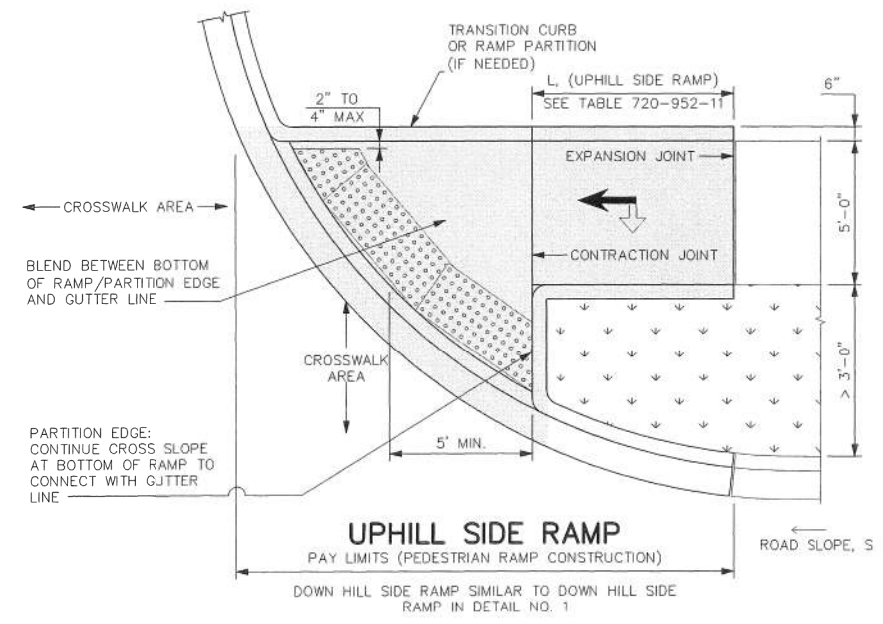 TRANSITION CURB
OR RAMP PARTITION
(IF NEEDED)
L, (UPHILL SIDE RAMP)
SEE TABLE 720-952-11
6"
2" TO
4" MAX
EXPANSION JOINT
5'-0"
CROSSWALK AREA
CONTRACTION JOINT
BLEND BETWEEN BOTTOM
OF RAMP/PARTITION EDGE
AND GUTTER LINE
CROSSWALK
AREA
> 3'-0"
PARTITION EDGE:
CONTINUE CROSS SLOPE
AT BOTTOM OF RAMP TO
CONNECT WITH GUTTER
LINE
5' MIN.
UPHILL SIDE RAMP
PAY LIMITS (PEDESTRIAN RAMP CONSTRUCTION)
ROAD SLOPE, S
DOWN HILL SIDE RAMP SIMILAR TO DOWN HILL SIDE
RAMP IN DETAIL NO. 1